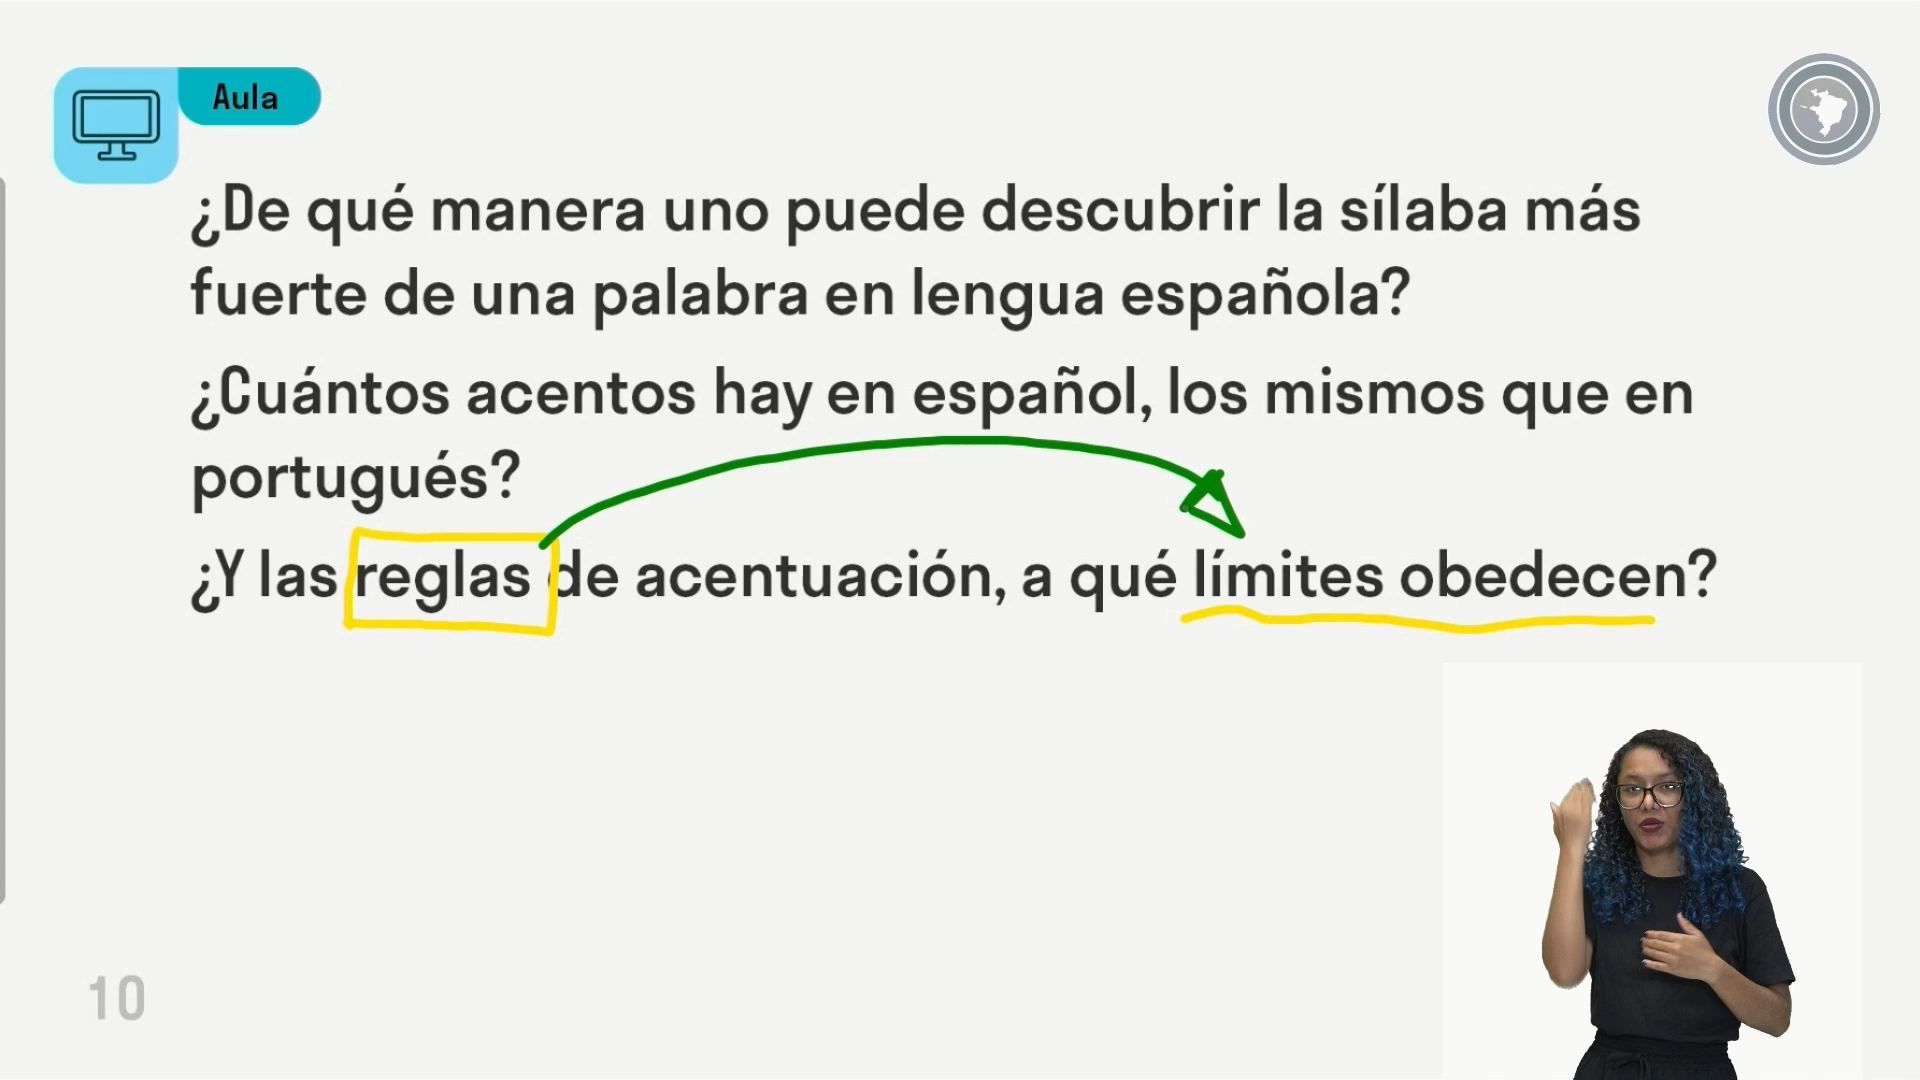 Aula
¿De qué manera uno puede descubrir la sílaba más
fuerte de una palabra en lengua española?
¿Cuántos acentos hay en español, los mismos que en
portugués?
¿Y las reglas de acentuación, a qué límites obedecen?
10